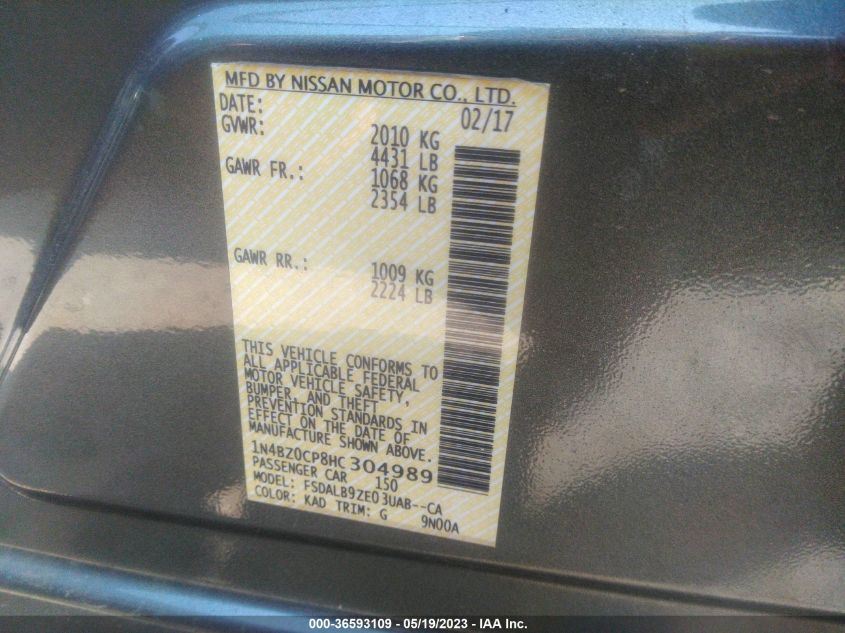 MFD BY NISSAN MOTOR CO., LTD.
DATE: 02/17
GVWR: 2010 KG
4431 LB
GAWR FR.: 1068 KG
2354 LB
GAWR RR.: 1009 KG
2224 LB
THIS VEHICLE CONFORMS TO
ALL APPLICABLE FEDERAL
MOTOR VEHICLE SAFETY,
BUMPER, AND THEFT
PREVENTION STANDARDS IN
EFFECT ON THE DATE OF
MANUFACTURE SHOWN ABOVE.
1N4BZ0CP8HC 304989
PASSENGER CAR 150
MODEL: FSDALB9ZE03UAB--CA
COLOR: KAD TRIM: G 9N00A
000-36593109 - 05/19/2023 - IAA Inc.